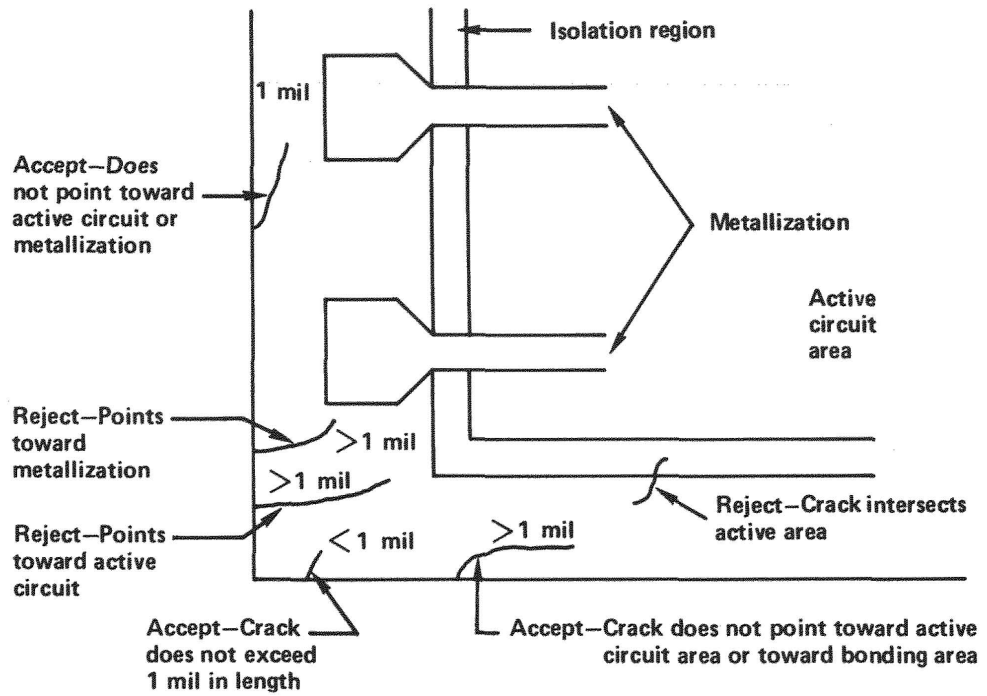 Isolation region
1 mil
Accept—Does
not point toward
active circuit or
metallization
Metallization
Active
circuit
area
Reject—Points
toward
metallization
>1 mil
>1 mil
Reject—Points
toward active
circuit
<1 mil
>1 mil
Reject—Crack intersects
active area
Accept—Crack
does not exceed
1 mil in length
Accept—Crack does not point toward active
circuit area or toward bonding area